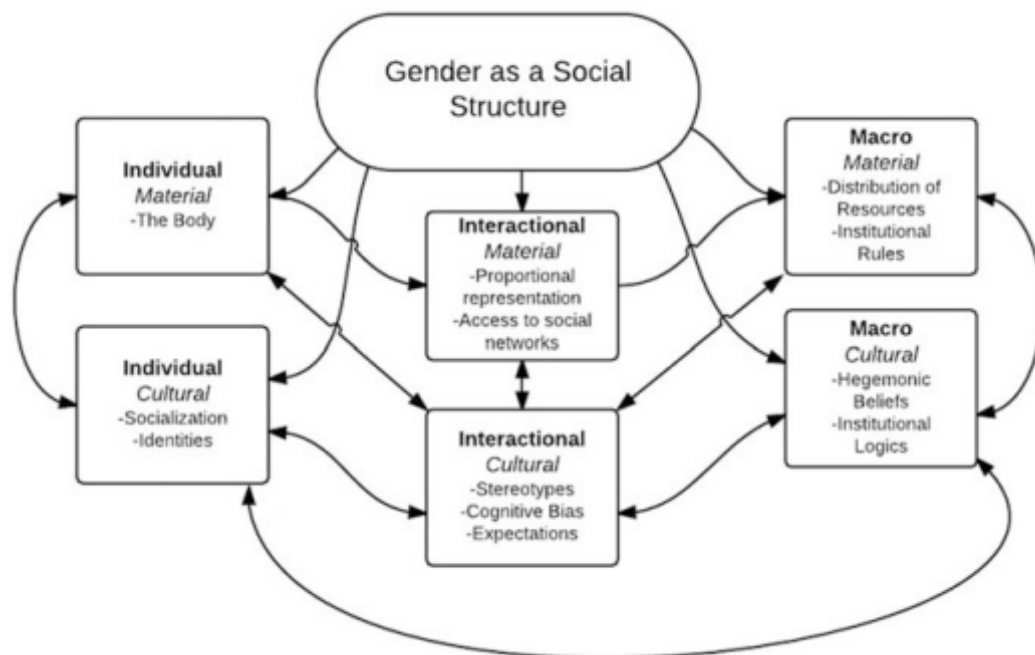 Gender as a Social
Structure
Individual
Material
-The Body
Individual
Cultural
-Socialization
-Identities
Interactional
Material
-Proportional
representation
-Access to social
networks
Interactional
Cultural
-Stereotypes
-Cognitive Bias
-Expectations
Macro
Material
-Distribution of
Resources
-Institutional
Rules
Macro
Cultural
-Hegemonic
Beliefs
-Institutional
Logics